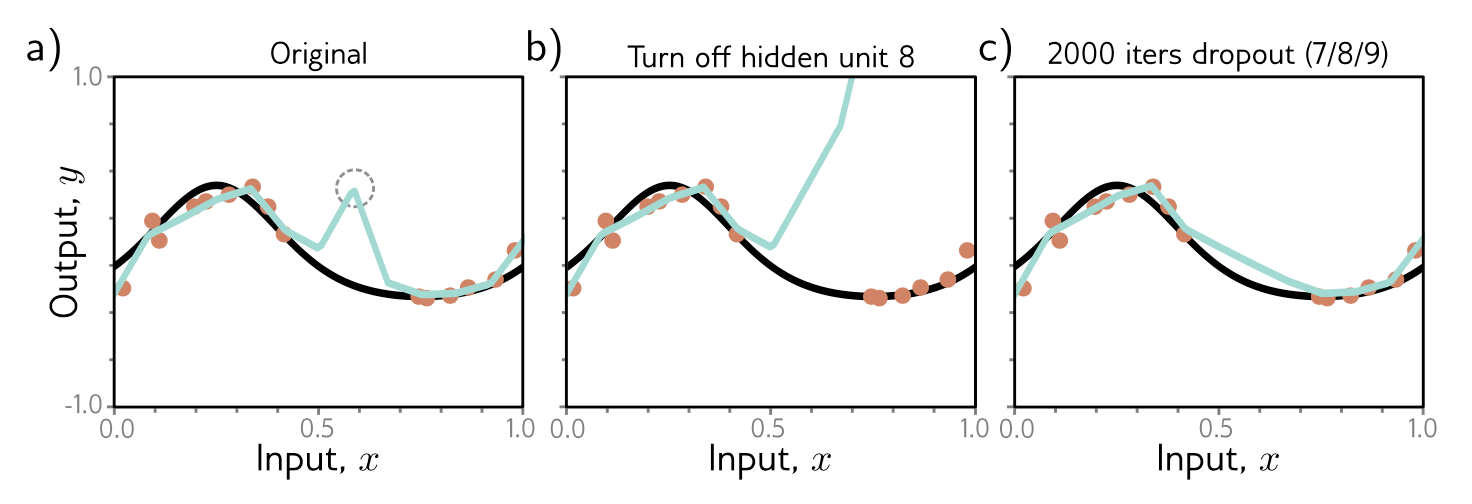 a)
Original
1.0
-1.0
Output, y
0.0
0.5
1.0
Input, x
b)
Turn off hidden unit 8
0.0
0.5
1.0
Input, x
c)
2000 iters dropout (7/8/9)
0.0
0.5
1.0
Input, x